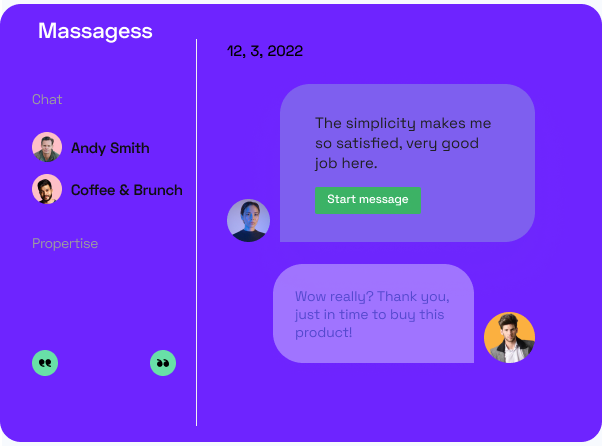 Massagess
12, 3, 2022
Chat
Andy Smith
Coffee & Brunch
Propertise
The simplicity makes me
so satisfied, very good
job here.
Start message
Wow really? Thank you,
just in time to buy this
product!